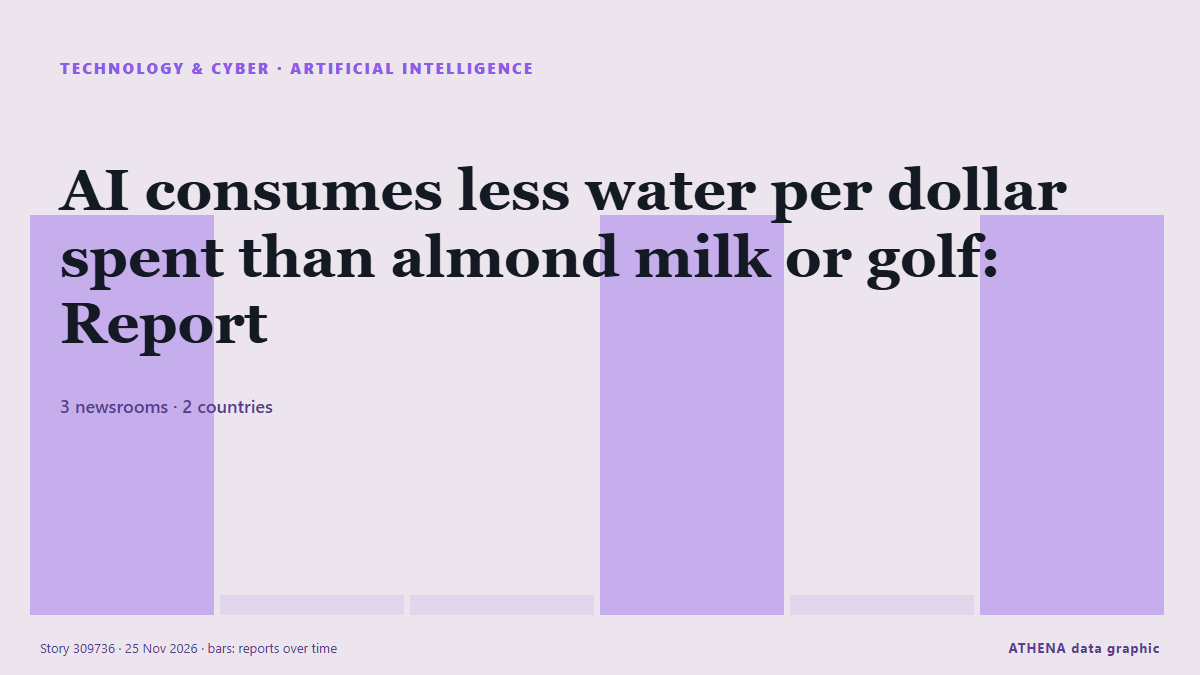 TECHNOLOGY & CYBER · ARTIFICIAL INTELLIGENCE
AI consumes less water per dollar
spent than almond milk or golf:
Report
3 newsrooms · 2 countries
Story 309736 · 25 Nov 2026 · bars: reports over time
ATHENA data graphic